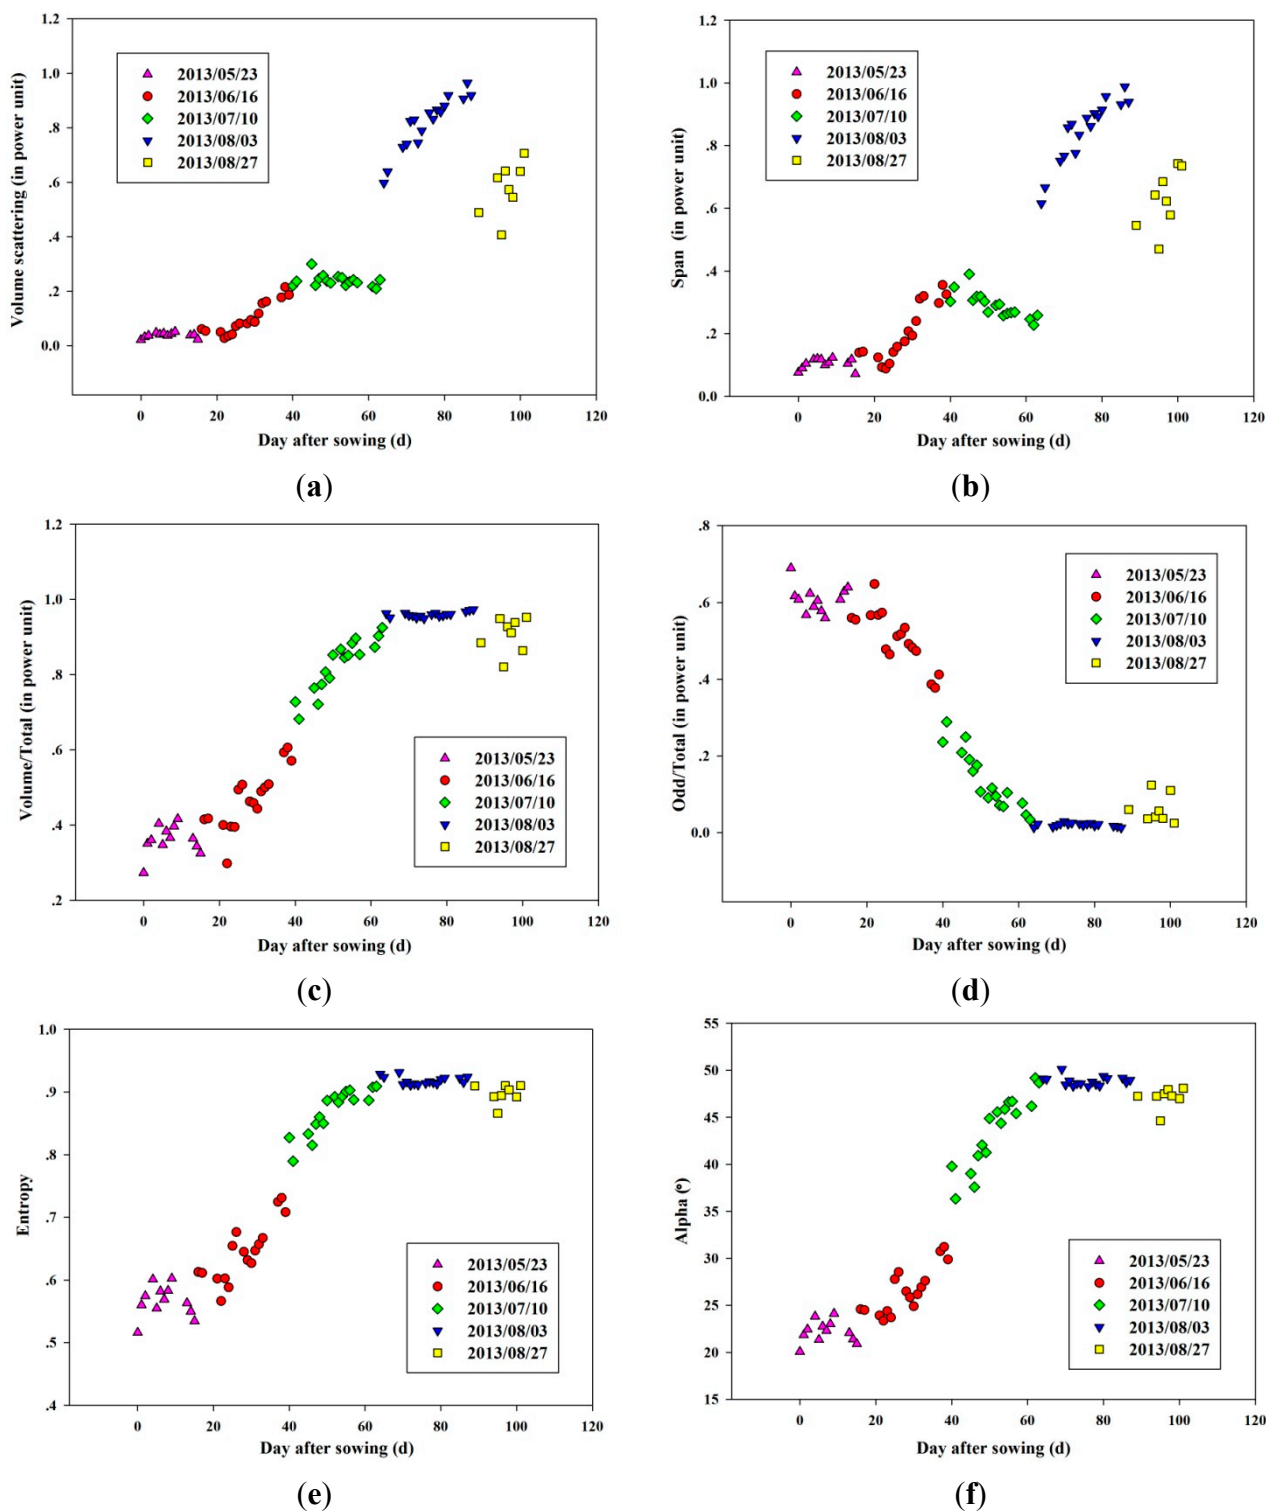 1.2
1.0
.8
.6
.4
.2
0.0
Volume scattering (in power unit)
2013/05/23
2013/06/16
2013/07/10
2013/08/03
2013/08/27
0 20 40 60 80 100 120
Day after sowing (d)
(a)
1.2
1.0
.8
.6
.4
.2
0.0
Span (in power unit)
2013/05/23
2013/06/16
2013/07/10
2013/08/03
2013/08/27
0 20 40 60 80 100 120
Day after sowing (d)
(b)
1.2
1.0
.8
.6
.4
.2
Volume/Total (in power unit)
2013/05/23
2013/06/16
2013/07/10
2013/08/03
2013/08/27
0 20 40 60 80 100 120
Day after sowing (d)
(c)
.8
.6
.4
.2
0.0
Odd/Total (in power unit)
2013/05/23
2013/06/16
2013/07/10
2013/08/03
2013/08/27
0 20 40 60 80 100 120
Day after sowing (d)
(d)
1.0
.9
.8
.7
.6
.5
.4
Entropy
2013/05/23
2013/06/16
2013/07/10
2013/08/03
2013/08/27
0 20 40 60 80 100 120
Day after sowing (d)
(e)
55
50
45
40
35
30
25
20
15
Alpha (°)
2013/05/23
2013/06/16
2013/07/10
2013/08/03
2013/08/27
0 20 40 60 80 100 120
Day after sowing (d)
(f)